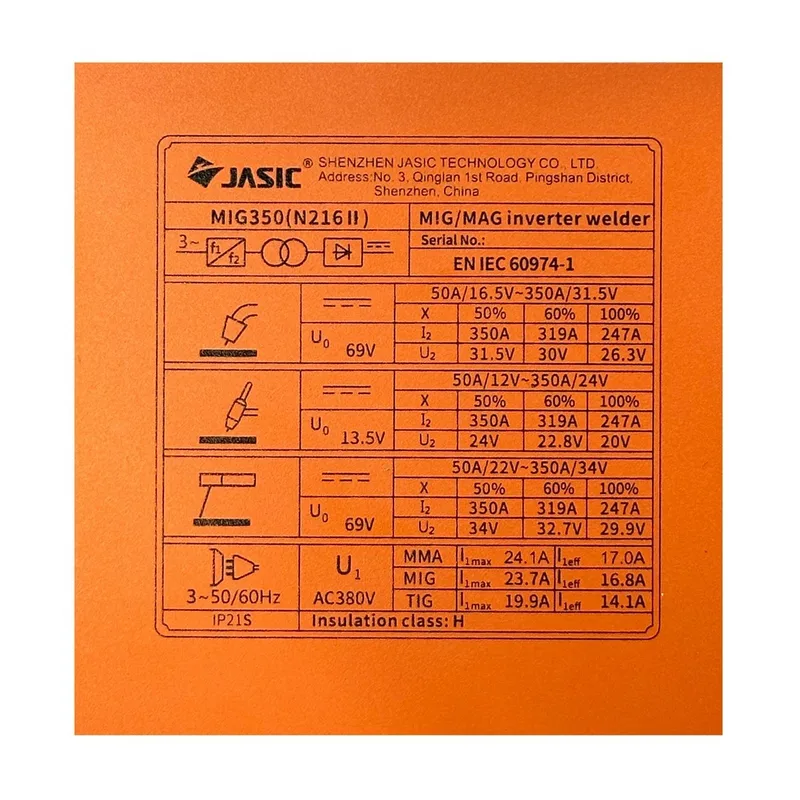 JASIC® SHENZHEN JASIC TECHNOLOGY CO., LTD.
Address:No. 3, Qinglan 1st Road, Pingshan District,
Shenzhen, China
MIG350(N216Ⅱ) MIG/MAG inverter welder
3~ f₁ f₂ Serial No.:
EN IEC 60974-1
50A/16.5V~350A/31.5V
X 50% 60% 100%
U₀ 69V I₂ 350A 319A 247A
U₂ 31.5V 30V 26.3V
50A/12V~350A/24V
X 50% 60% 100%
U₀ 13.5V I₂ 350A 319A 247A
U₂ 24V 22.8V 20V
50A/22V~350A/34V
X 50% 60% 100%
U₀ 69V I₂ 350A 319A 247A
U₂ 34V 32.7V 29.9V
3~50/60Hz U₁ AC380V
MMA I₁max 24.1A I₁eff 17.0A
MIG I₁max 23.7A I₁eff 16.8A
TIG I₁max 19.9A I₁eff 14.1A
IP21S Insulation class: H